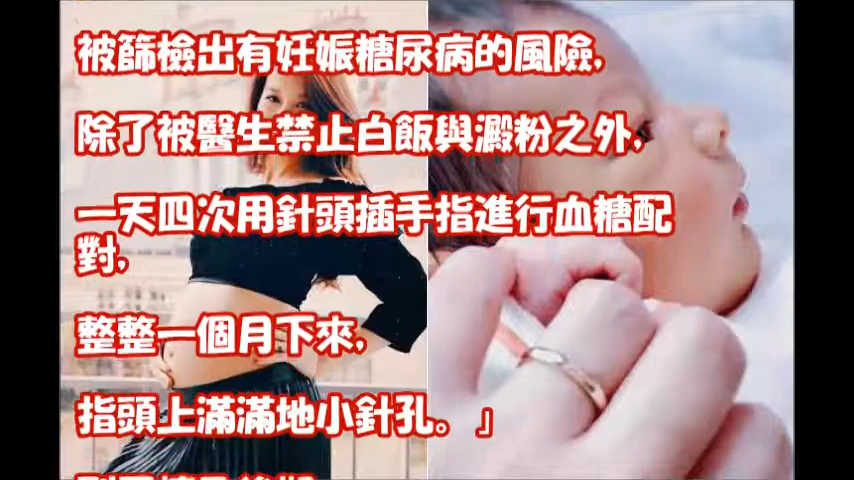 被篩檢出有妊娠糖尿病的風險,
除了被醫生禁止白飯與澱粉之外,
一天四次用針頭插手指進行血糖配
對,
整整一個月下來,
指頭上滿滿地小針孔。」